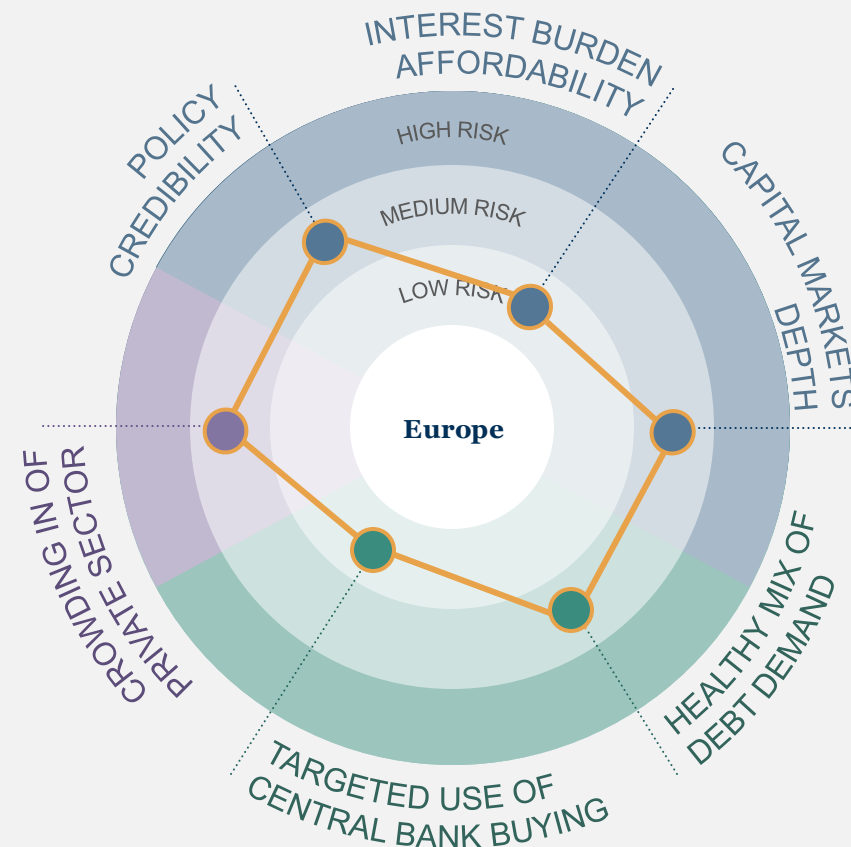 INTEREST BURDEN
AFFORDABILITY
POLICY
CREDIBILITY
HIGH RISK
MEDIUM RISK
LOW RISK
CAPITAL MARKETS
DEPTH
Europe
CROWDING IN OF
PRIVATE SECTOR
HEALTHY MIX OF
DEBT DEMAND
TARGETED USE OF
CENTRAL BANK BUYING